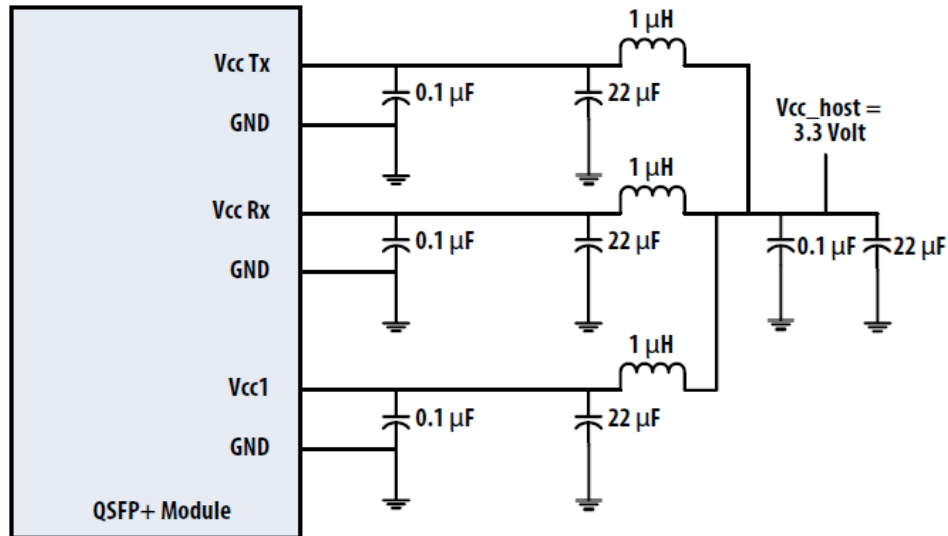 1 µH
Vcc Tx
0.1 µF
22 µF
GND
Vcc_host =
3.3 Volt
1 µH
Vcc Rx
0.1 µF
22 µF
0.1 µF
22 µF
GND
1 µH
Vcc1
0.1 µF
22 µF
GND
QSFP+ Module